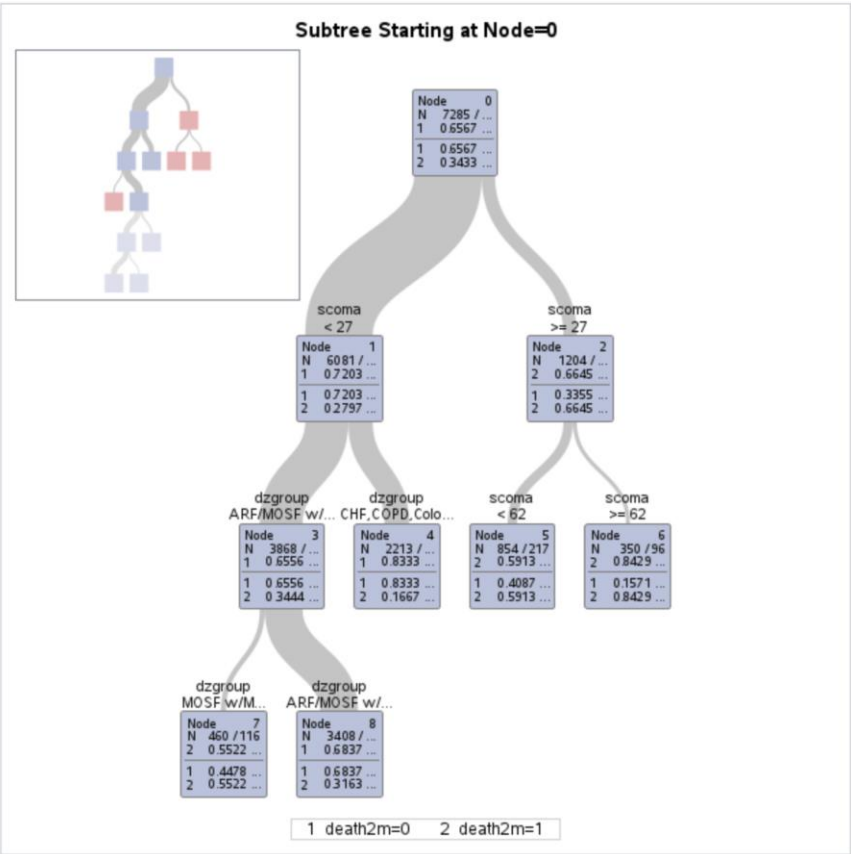 Subtree Starting at Node=0
Node 0
N 7285 / ...
1 0.6567 ...
1 0.6567 ...
2 0.3433 ...
scoma
< 27
Node 1
N 6081 / ...
1 0.7203 ...
1 0.7203 ...
2 0.2797 ...
scoma
>= 27
Node 2
N 1204 / ...
2 0.6645 ...
1 0.3355 ...
2 0.6645 ...
dzgroup
ARF/MOSF w/...
Node 3
N 3868 / ...
1 0.6556 ...
1 0.6556 ...
2 0.3444 ...
dzgroup
CHF,COPD,Colo...
Node 4
N 2213 / ...
1 0.8333 ...
1 0.8333 ...
2 0.1667 ...
scoma
< 62
Node 5
N 854 / 217
2 0.5913 ...
1 0.4087 ...
2 0.5913 ...
scoma
>= 62
Node 6
N 350 / 96
2 0.8429 ...
1 0.1571 ...
2 0.8429 ...
dzgroup
MOSF w/M...
Node 7
N 460 / 116
2 0.5522 ...
1 0.4478 ...
2 0.5522 ...
dzgroup
ARF/MOSF w/...
Node 8
N 3408 / ...
1 0.6837 ...
1 0.6837 ...
2 0.3163 ...
1 death2m=0 2 death2m=1